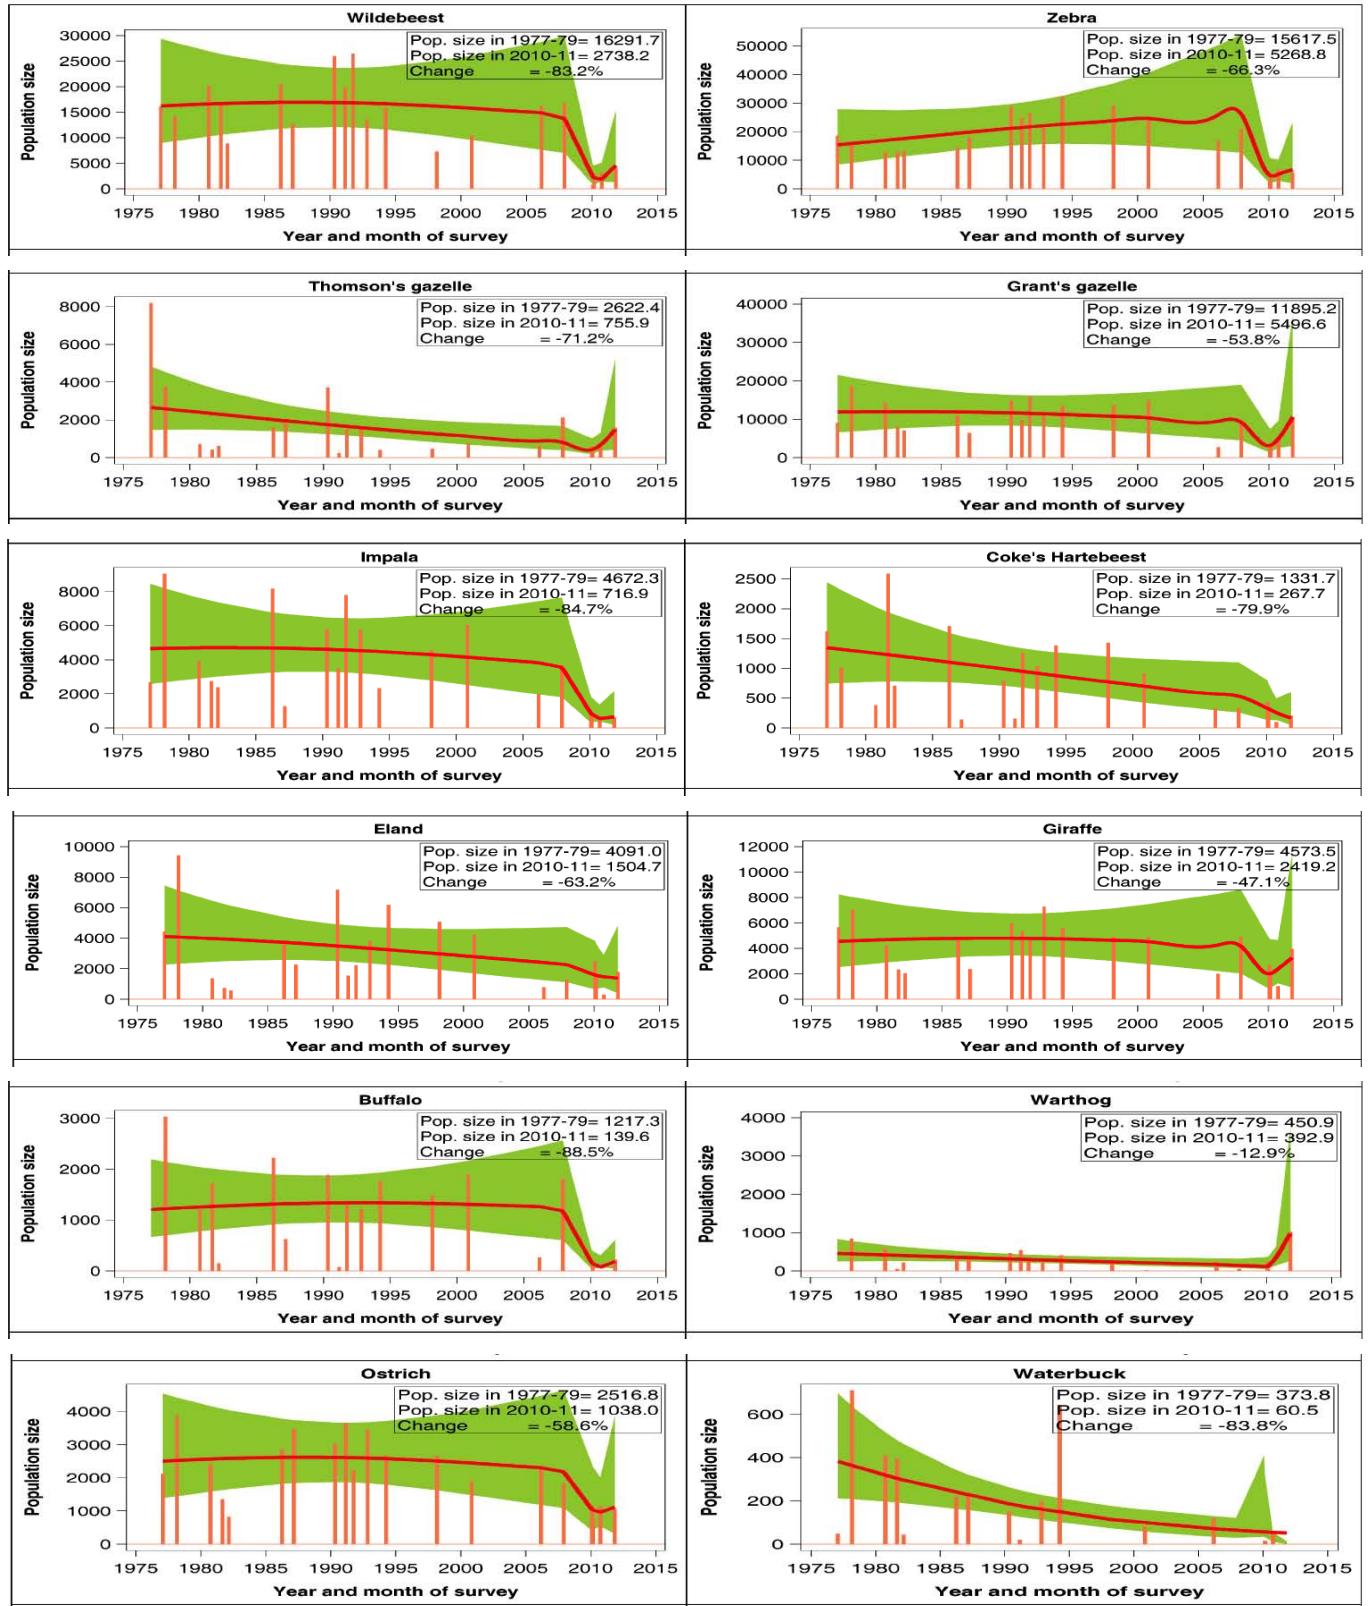 Wildebeest
Population size
30000
25000
20000
15000
10000
5000
0
Pop. size in 1977-79= 16291.7
Pop. size in 2010-11= 2738.2
Change = -83.2%
1975 1980 1985 1990 1995 2000 2005 2010 2015
Year and month of survey
Zebra
Population size
50000
40000
30000
20000
10000
0
Pop. size in 1977-79= 15617.5
Pop. size in 2010-11= 5268.8
Change = -66.3%
1975 1980 1985 1990 1995 2000 2005 2010 2015
Year and month of survey
Thomson's gazelle
Population size
8000
6000
4000
2000
0
Pop. size in 1977-79= 2622.4
Pop. size in 2010-11= 755.9
Change = -71.2%
1975 1980 1985 1990 1995 2000 2005 2010 2015
Year and month of survey
Grant's gazelle
Population size
40000
30000
20000
10000
0
Pop. size in 1977-79= 11895.2
Pop. size in 2010-11= 5496.6
Change = -53.8%
1975 1980 1985 1990 1995 2000 2005 2010 2015
Year and month of survey
Impala
Population size
8000
6000
4000
2000
0
Pop. size in 1977-79= 4672.3
Pop. size in 2010-11= 716.9
Change = -84.7%
1975 1980 1985 1990 1995 2000 2005 2010 2015
Year and month of survey
Coke's Hartebeest
Population size
2500
2000
1500
1000
500
0
Pop. size in 1977-79= 1331.7
Pop. size in 2010-11= 267.7
Change = -79.9%
1975 1980 1985 1990 1995 2000 2005 2010 2015
Year and month of survey
Eland
Population size
10000
8000
6000
4000
2000
0
Pop. size in 1977-79= 4091.0
Pop. size in 2010-11= 1504.7
Change = -63.2%
1975 1980 1985 1990 1995 2000 2005 2010 2015
Year and month of survey
Giraffe
Population size
12000
10000
8000
6000
4000
2000
0
Pop. size in 1977-79= 4573.5
Pop. size in 2010-11= 2419.2
Change = -47.1%
1975 1980 1985 1990 1995 2000 2005 2010 2015
Year and month of survey
Buffalo
Population size
3000
2000
1000
0
Pop. size in 1977-79= 1217.3
Pop. size in 2010-11= 139.6
Change = -88.5%
1975 1980 1985 1990 1995 2000 2005 2010 2015
Year and month of survey
Warthog
Population size
4000
3000
2000
1000
0
Pop. size in 1977-79= 450.9
Pop. size in 2010-11= 392.9
Change = -12.9%
1975 1980 1985 1990 1995 2000 2005 2010 2015
Year and month of survey
Ostrich
Population size
4000
3000
2000
1000
0
Pop. size in 1977-79= 2516.8
Pop. size in 2010-11= 1038.0
Change = -58.6%
1975 1980 1985 1990 1995 2000 2005 2010 2015
Year and month of survey
Waterbuck
Population size
600
400
200
0
Pop. size in 1977-79= 373.8
Pop. size in 2010-11= 60.5
Change = -83.8%
1975 1980 1985 1990 1995 2000 2005 2010 2015
Year and month of survey